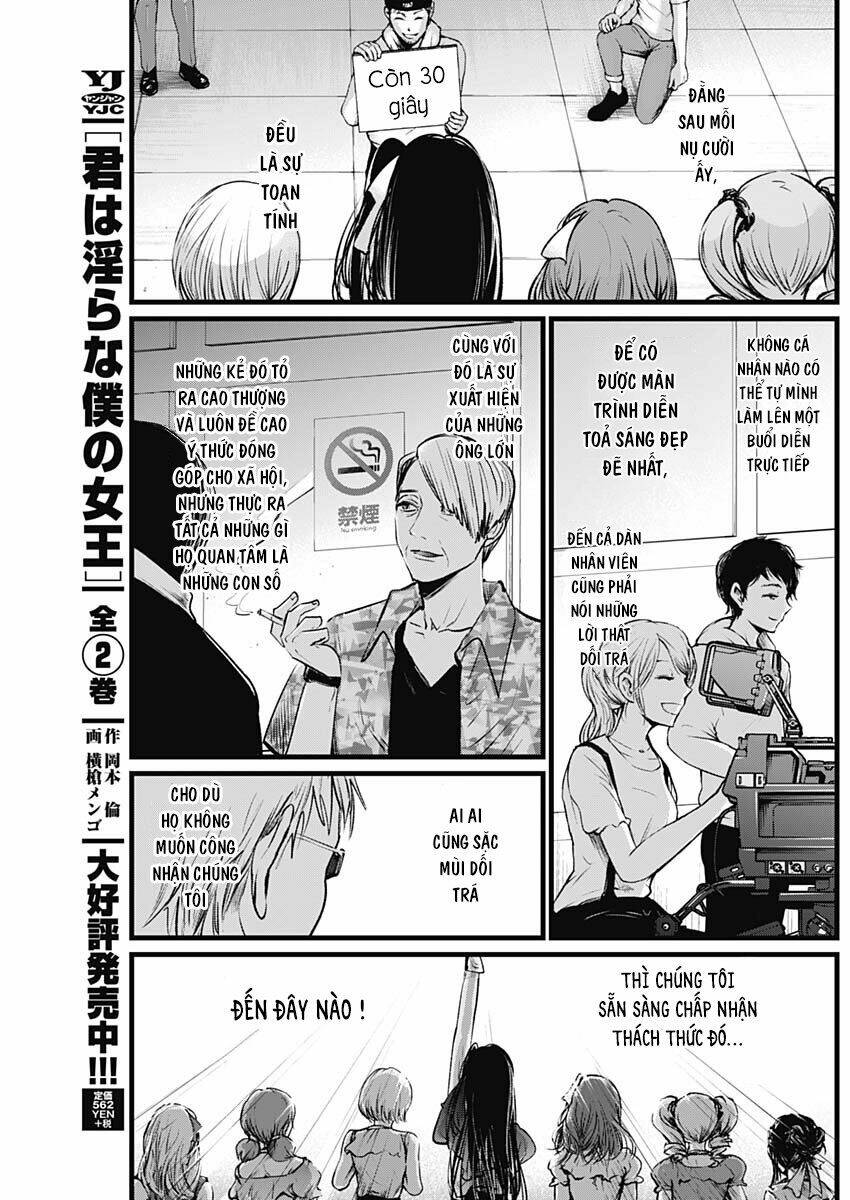 Còn 30
giây
ĐẰNG
SAU MỖI
NỤ CƯỜI
ẤY,
ĐỀU
LÀ SỰ
TOAN
TÍNH
KHÔNG CÁ
NHÂN NÀO CÓ
THỂ TỰ MÌNH
LÀM LÊN MỘT
BUỔI DIỄN
TRỰC TIẾP
ĐỂ CÓ
ĐƯỢC MÀN
TRÌNH DIỄN
TOẢ SÁNG ĐẸP
ĐẼ NHẤT,
ĐẾN CẢ DÀN
NHÂN VIÊN
CŨNG PHẢI
NÓI NHỮNG
LỜI THẬT
DỐI TRÁ
CÙNG VỚI
ĐÓ LÀ SỰ
XUẤT HIỆN
CỦA NHỮNG
ÔNG LỚN
NHỮNG KẺ ĐÓ TỎ
RA CAO THƯỢNG
VÀ LUÔN ĐỀ CAO
Ý THỨC ĐÓNG
GÓP CHO XÃ HỘI,
NHƯNG THỰC RA
TẤT CẢ NHỮNG GÌ
HỌ QUAN TÂM LÀ
NHỮNG CON SỐ
禁煙
No smoking
AI AI
CŨNG SẶC
MÙI DỐI
TRÁ
CHO DÙ
HỌ KHÔNG
MUỐN CÔNG
NHẬN CHÚNG
TÔI
THÌ CHÚNG TÔI
SẴN SÀNG CHẤP NHẬN
THÁCH THỨC ĐÓ...
ĐẾN ĐÂY NÀO !
YJ
ヤンジャン
YJC
[君は淫らな僕の女王]
全②巻
作 岡本 倫
画 横槍メンゴ
大好評発売中!!!
定価
562
YEN
+税